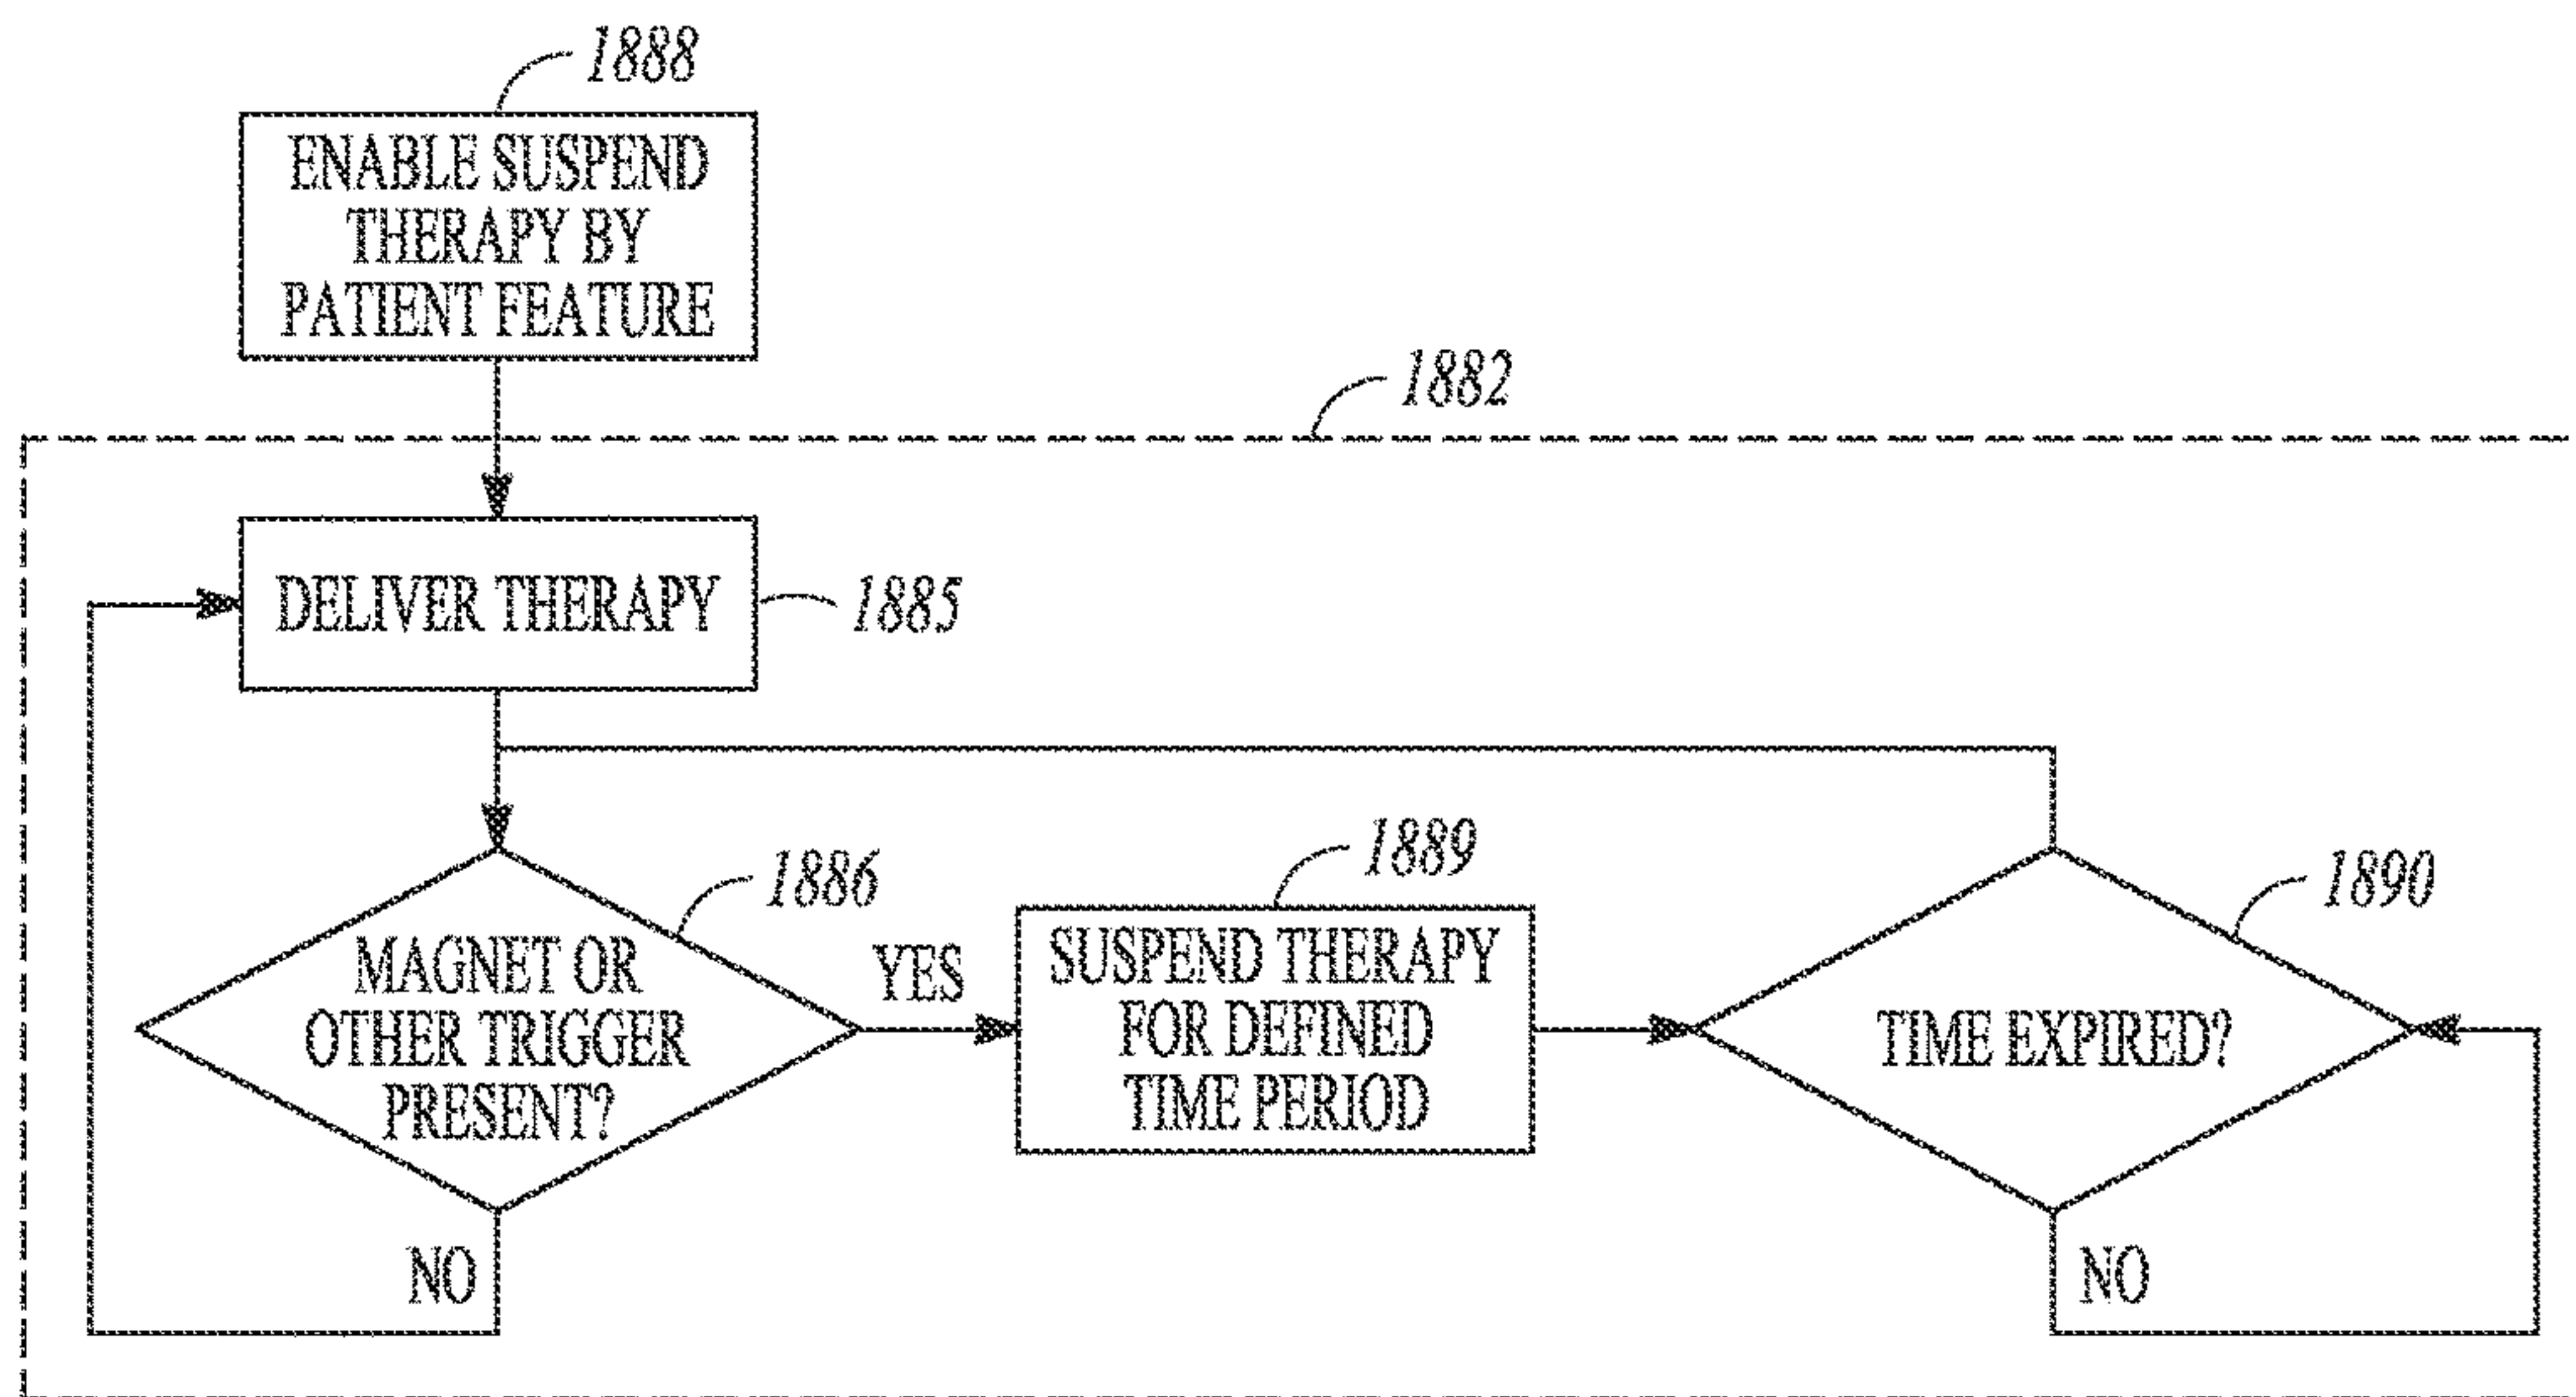 1888
ENABLE SUSPEND
THERAPY BY
PATIENT FEATURE
1882
DELIVER THERAPY
1885
1886
MAGNET OR
OTHER TRIGGER
PRESENT?
YES
NO
1889
SUSPEND THERAPY
FOR DEFINED
TIME PERIOD
1890
TIME EXPIRED?
NO